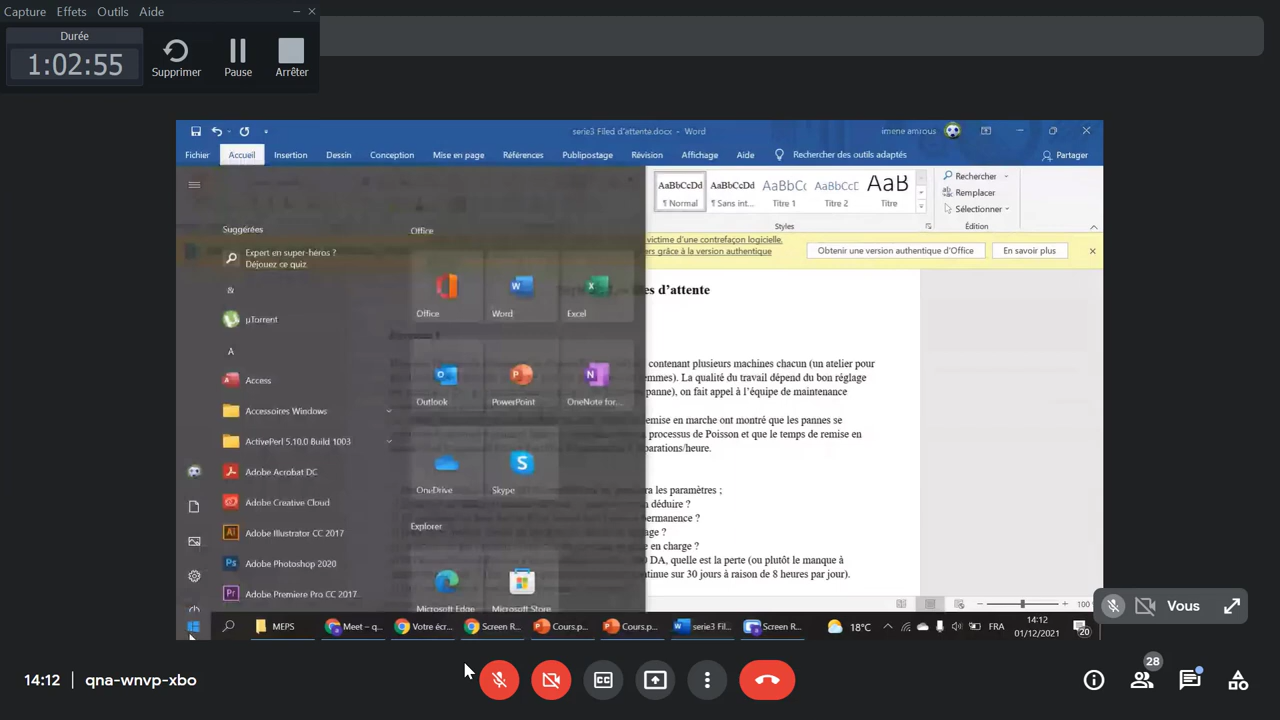 Capture Effets Outils Aide
Durée
1:02:55
Supprimer Pause Arrêter
serie3 Filed d'attente.docx - Word
imene amrous
Fichier Accueil Insertion Dessin Conception Mise en page Références Publipostage Révision Affichage Aide Rechercher des outils adaptés Partager
AaBbCcDd AaBbCcDd AaBbCc AaBbCcD AaB
¶ Normal ¶ Sans int... Titre 1 Titre 2 Titre
Styles
Rechercher
Remplacer
Sélectionner
Édition
victime d'une contrefaçon logicielle,
grâce à la version authentique
Obtenir une version authentique d'Office
En savoir plus
Suggérées
Expert en super-héros ?
Déjouez ce quiz
&
µTorrent
A
Access
Accessoires Windows
ActivePerl 5.10.0 Build 1003
Adobe Acrobat DC
Adobe Creative Cloud
Adobe Illustrator CC 2017
Adobe Photoshop 2020
Adobe Premiere Pro CC 2017
Office
Office Word Excel
Outlook PowerPoint OneNote for...
OneDrive Skype
Explorer
Microsoft Edge Microsoft Store
d'attente
contenant plusieurs machines chacun (un atelier pour
La qualité du travail dépend du bon réglage
panne), on fait appel à l'équipe de maintenance
remise en marche ont montré que les pannes se
processus de Poisson et que le temps de remise en
réparations/heure.
les paramètres ;
déduire ?
permanence ?
?
en charge ?
DA, quelle est la perte (ou plutôt le manque à
sur 30 jours à raison de 8 heures par jour).
100
MEPS Meet – q... Votre écr... Screen R... Cours.p... Cours.p... serie3 Fil... Screen R... 18°C FRA
14:12
01/12/2021
20
Vous
14:12 qna-wnvp-xbo
28